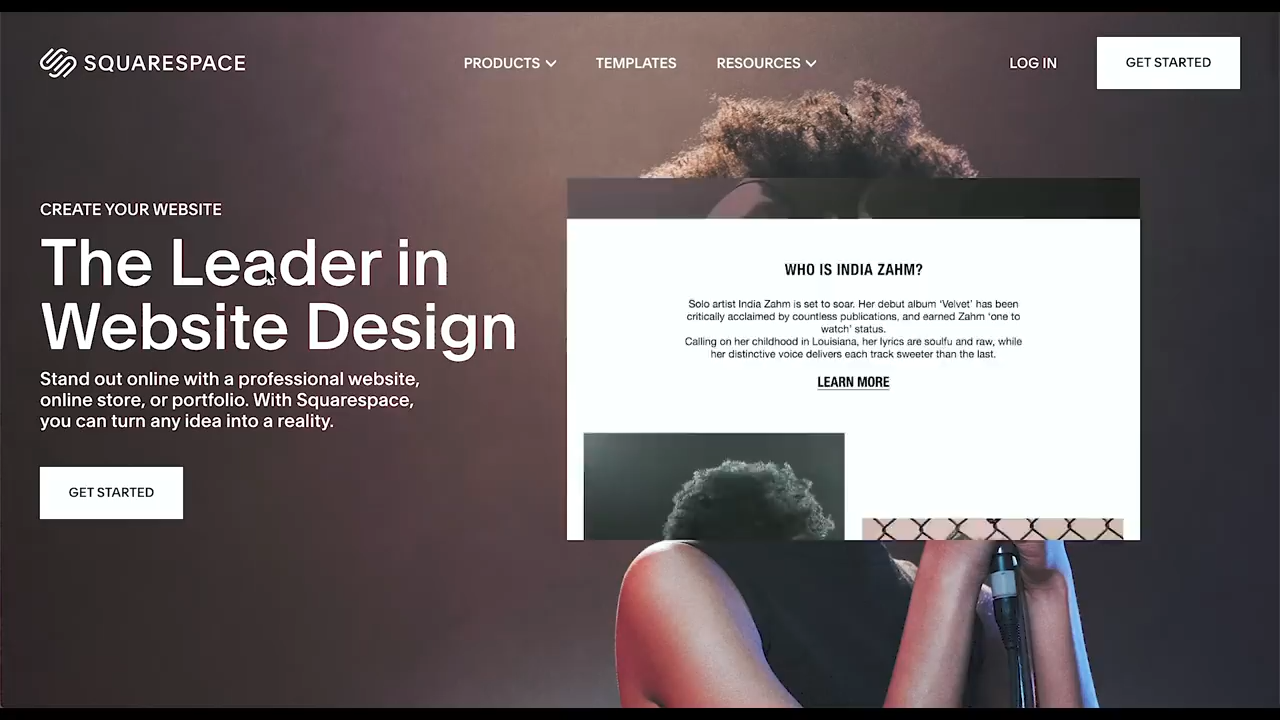 SQUARESPACE
PRODUCTS
TEMPLATES
RESOURCES
LOG IN
GET STARTED
CREATE YOUR WEBSITE
The Leader in
Website Design
Stand out online with a professional website,
online store, or portfolio. With Squarespace,
you can turn any idea into a reality.
GET STARTED
WHO IS INDIA ZAHM?
Solo artist India Zahm is set to soar. Her debut album ‘Velvet’ has been
critically acclaimed by countless publications, and earned Zahm ‘one to
watch’ status.
Calling on her childhood in Louisiana, her lyrics are soulfu and raw, while
her distinctive voice delivers each track sweeter than the last.
LEARN MORE